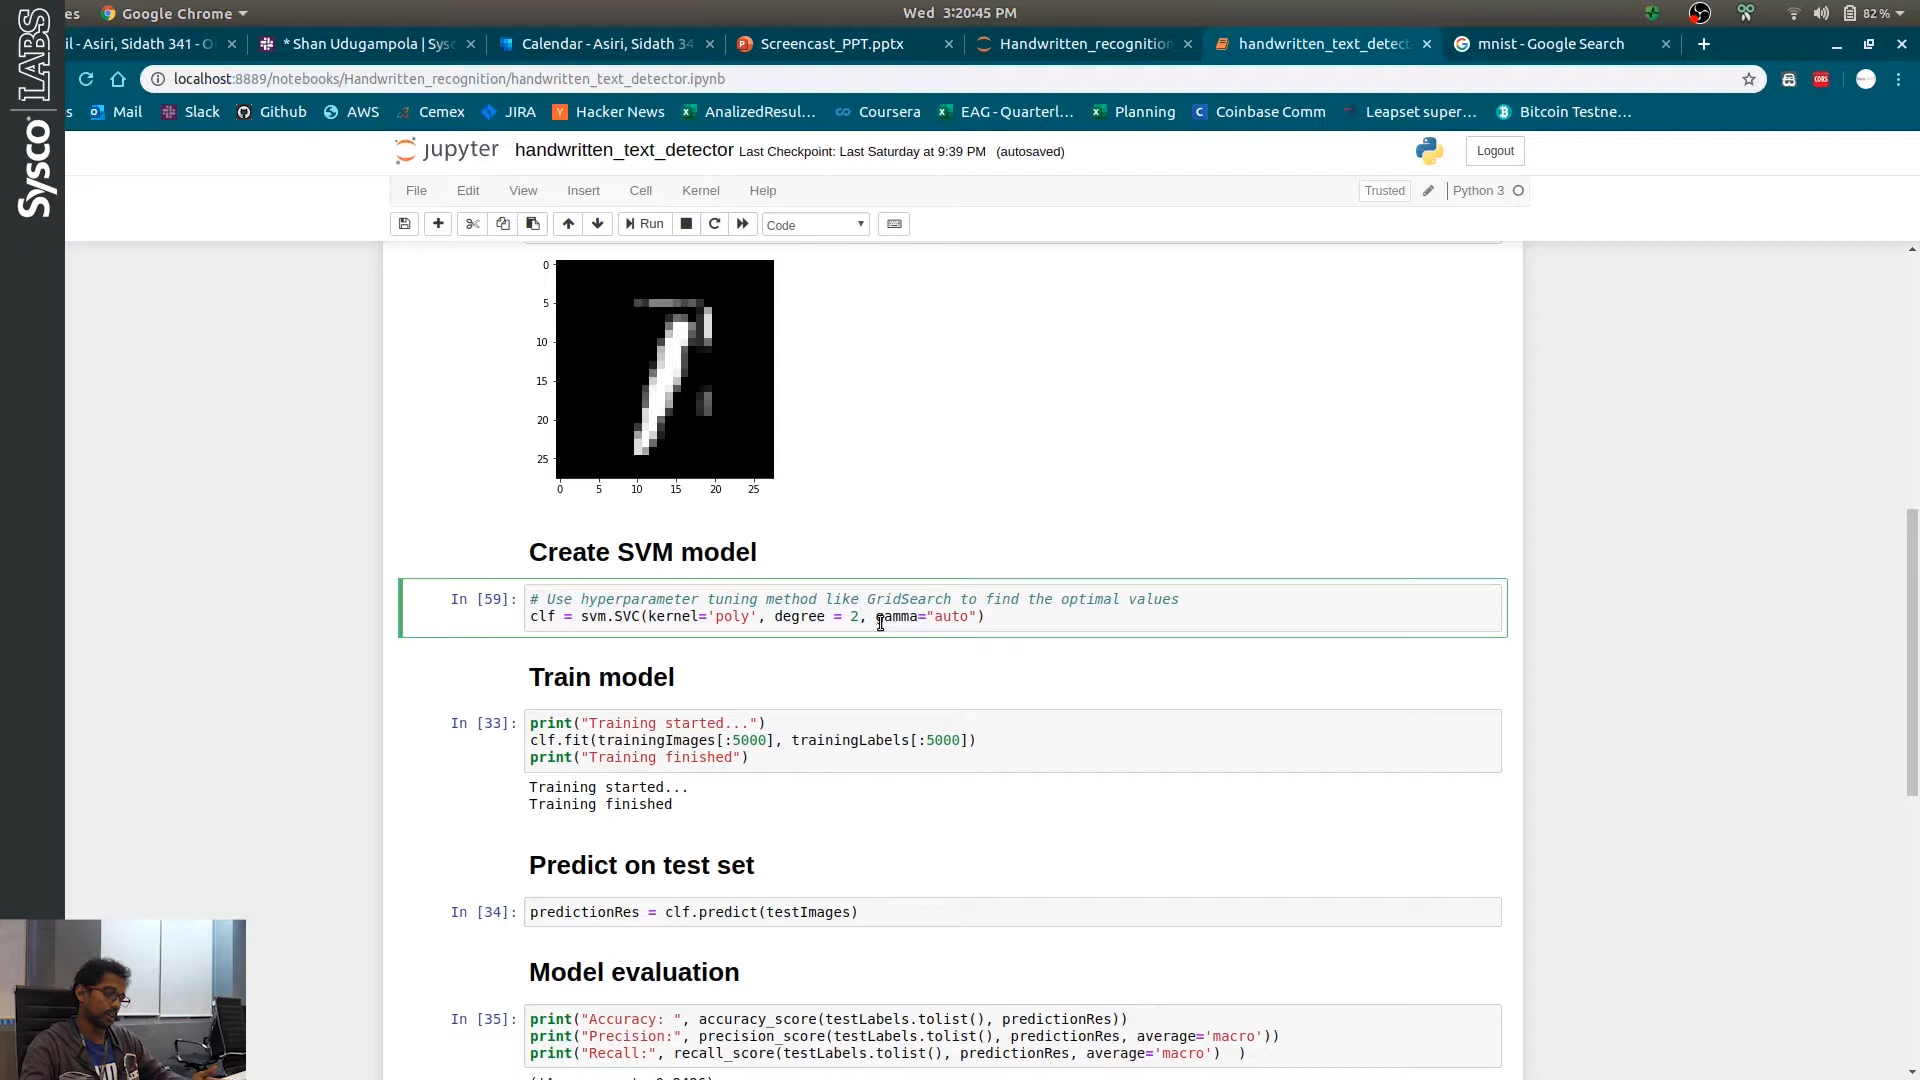 es Google Chrome Wed 3:20:45 PM 82 %
il - Asiri, Sidath 341 - O * Shan Udugampola | Sysc Calendar - Asiri, Sidath 34 Screencast_PPT.pptx Handwritten_recognition handwritten_text_detect mnist - Google Search
localhost:8889/notebooks/Handwritten_recognition/handwritten_text_detector.ipynb
s Mail Slack Github AWS Cemex JIRA Hacker News AnalizedResul... Coursera EAG - Quarterl... Planning Coinbase Comm Leapset super... Bitcoin Testne...
Sysco LABS
jupyter handwritten_text_detector Last Checkpoint: Last Saturday at 9:39 PM (autosaved) Logout
File Edit View Insert Cell Kernel Help Trusted Python 3
Run Code
0
5
10
15
20
25
0 5 10 15 20 25
Create SVM model
In [59]: # Use hyperparameter tuning method like GridSearch to find the optimal values
clf = svm.SVC(kernel='poly', degree = 2, gamma="auto")
Train model
In [33]: print("Training started...")
clf.fit(trainingImages[:5000], trainingLabels[:5000])
print("Training finished")
Training started...
Training finished
Predict on test set
In [34]: predictionRes = clf.predict(testImages)
Model evaluation
In [35]: print("Accuracy: ", accuracy_score(testLabels.tolist(), predictionRes))
print("Precision:", precision_score(testLabels.tolist(), predictionRes, average='macro'))
print("Recall:", recall_score(testLabels.tolist(), predictionRes, average='macro') )